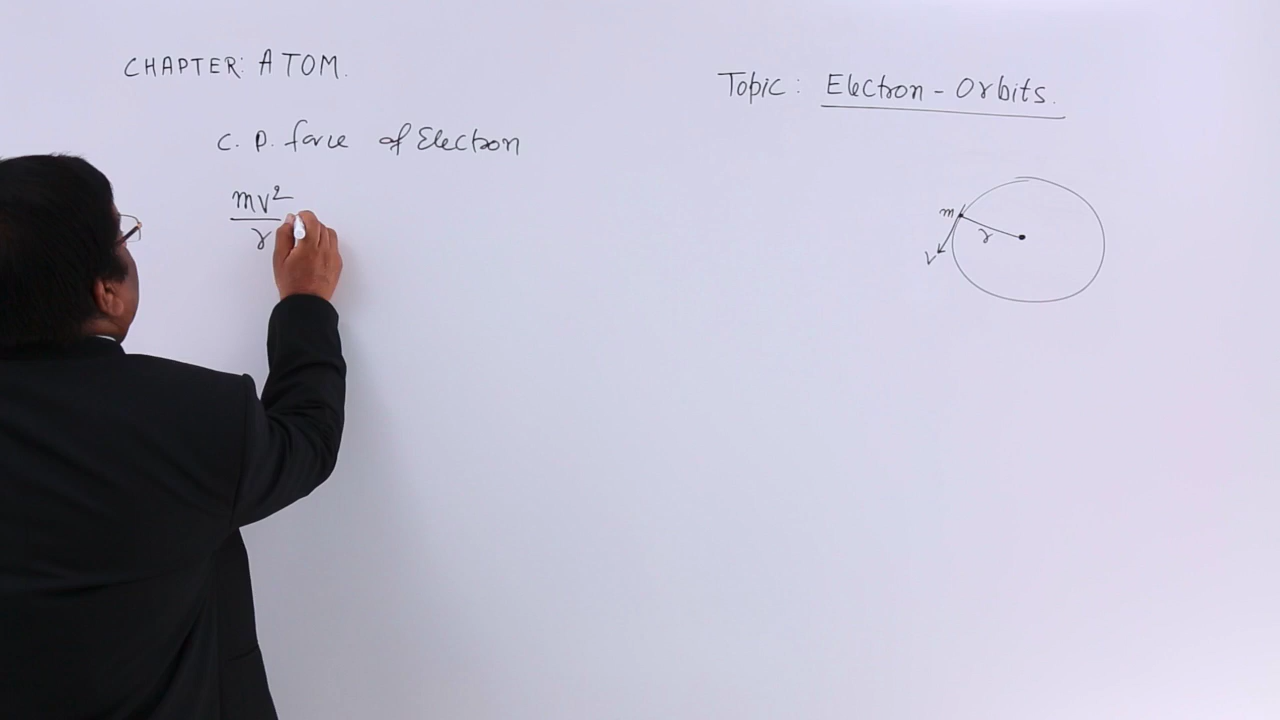 CHAPTER: ATOM.
Topic: Electron - Orbits.
C. P. force of Electron
mv²
r
m
r
v